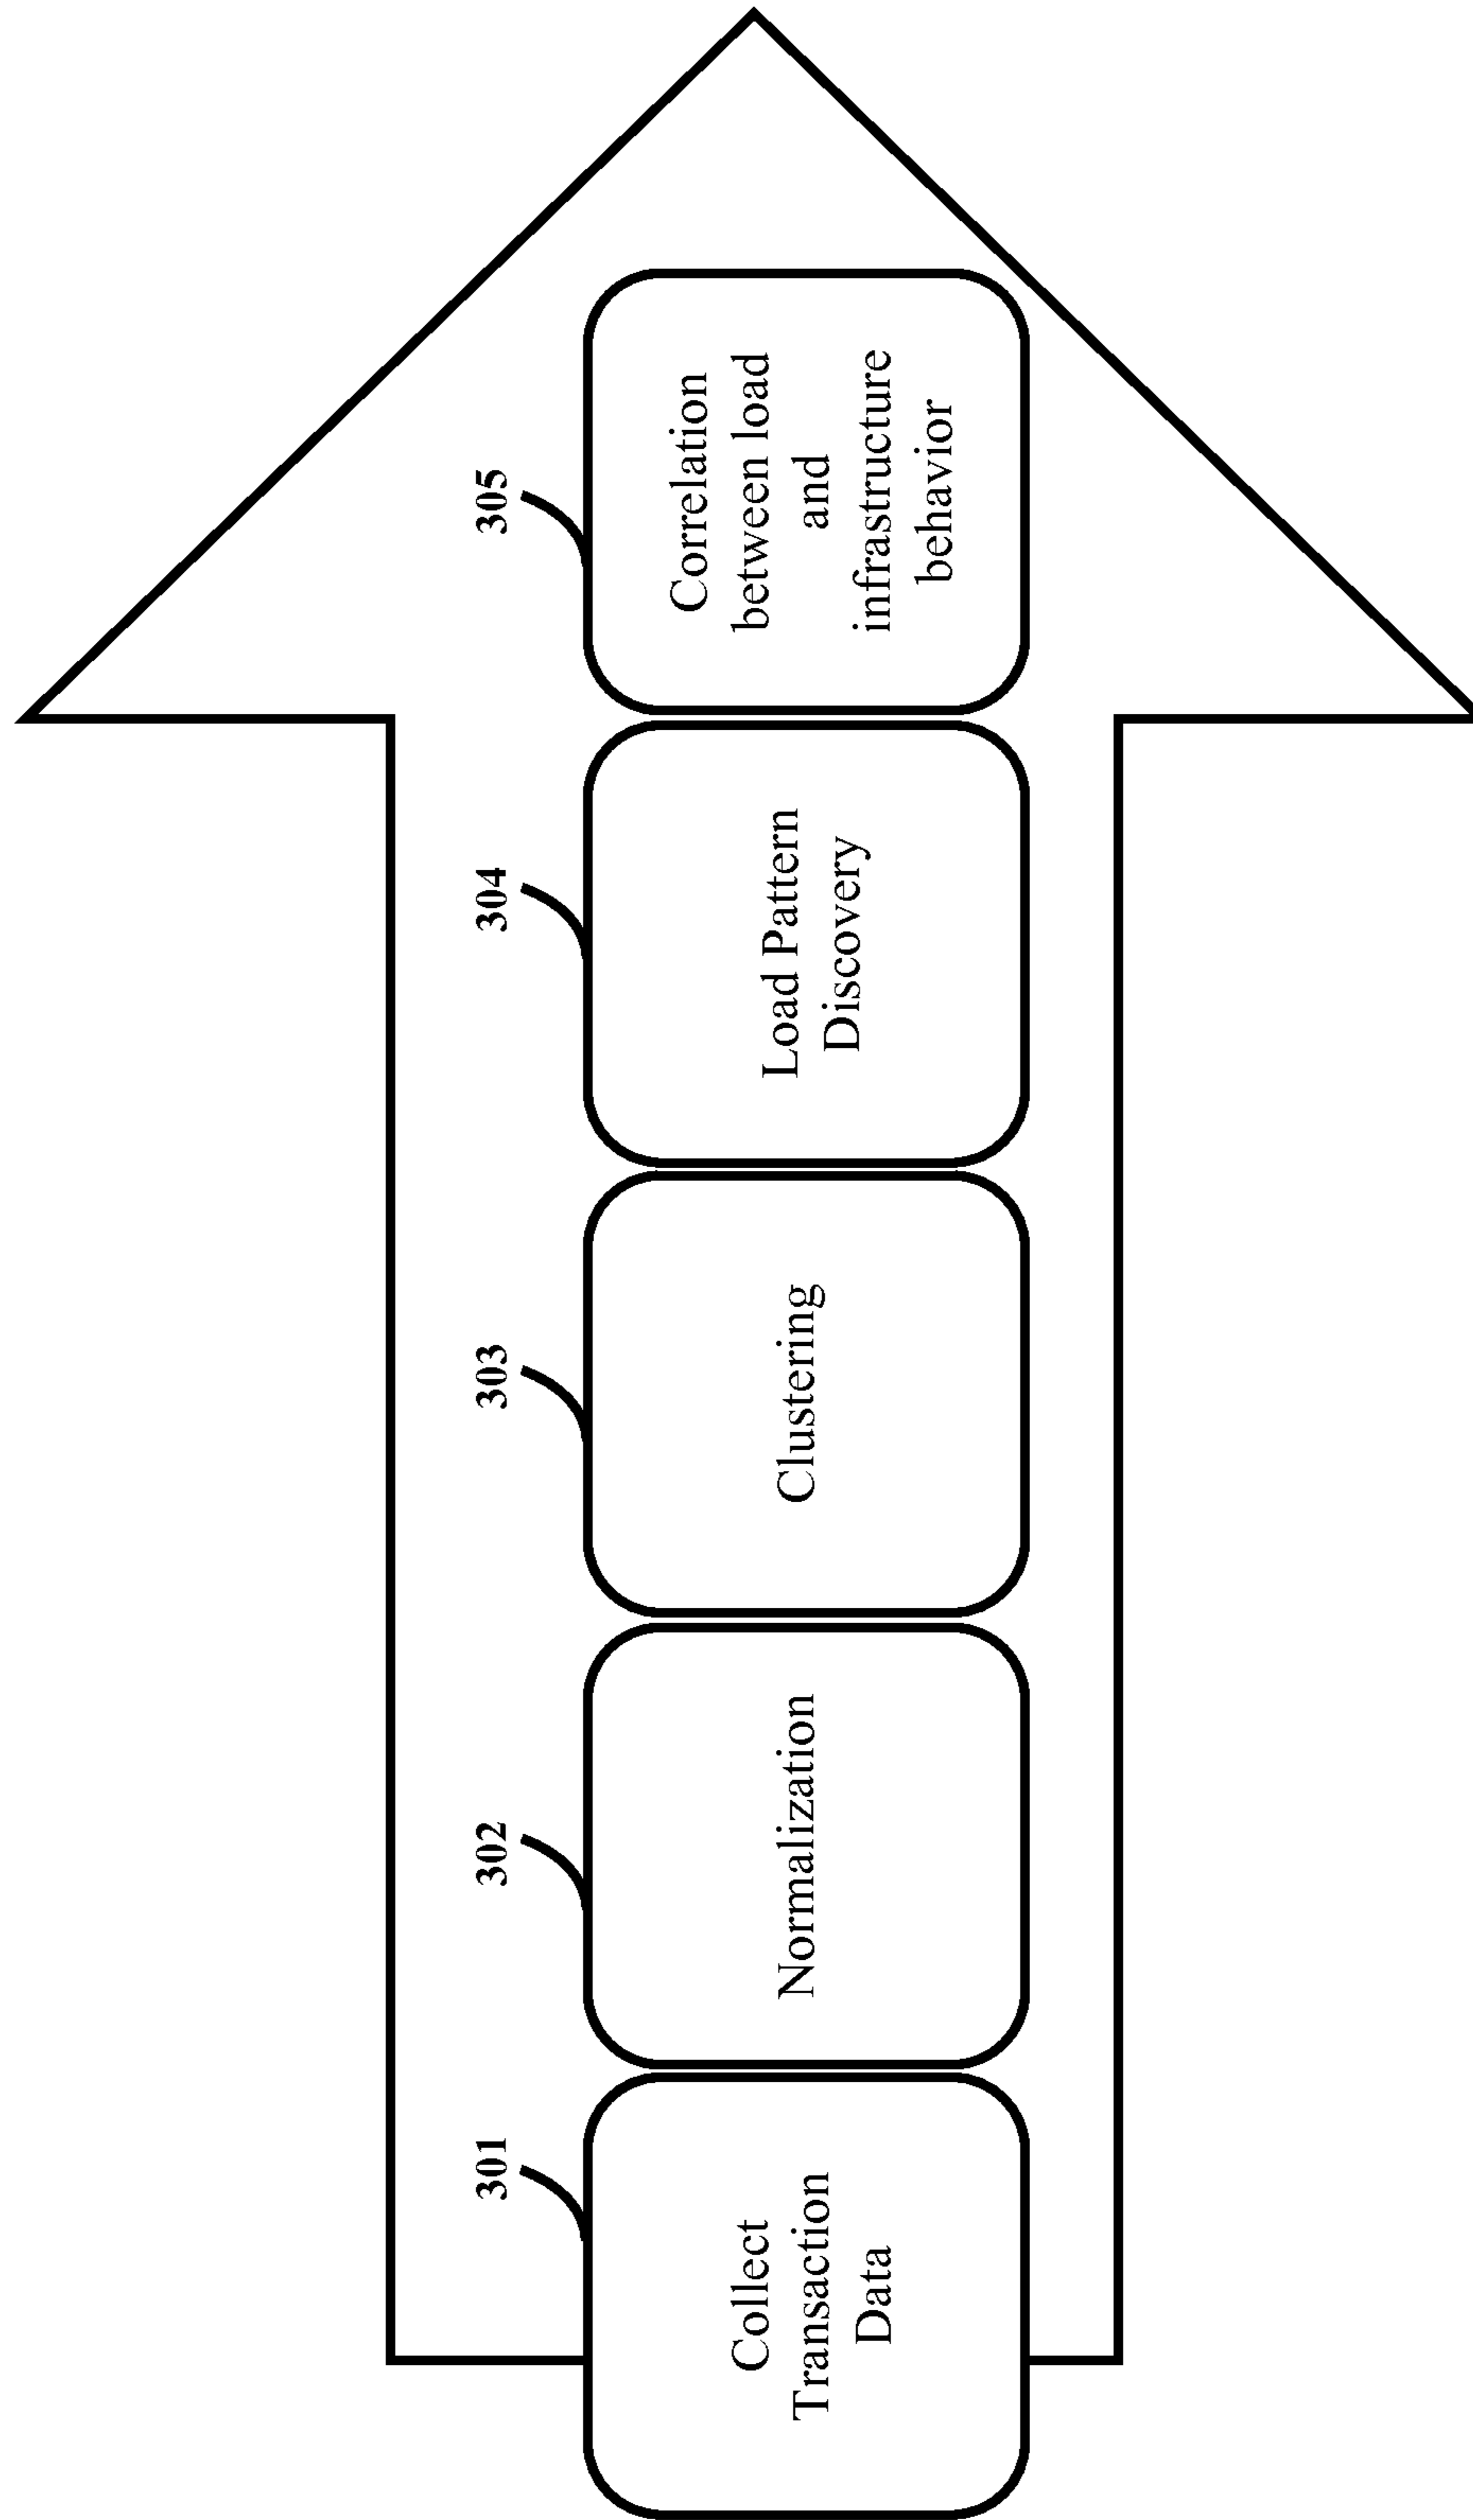 301
Collect
Transaction
Data
302
Normalization
303
Clustering
304
Load Pattern
Discovery
305
Correlation
between load
and
infrastructure
behavior